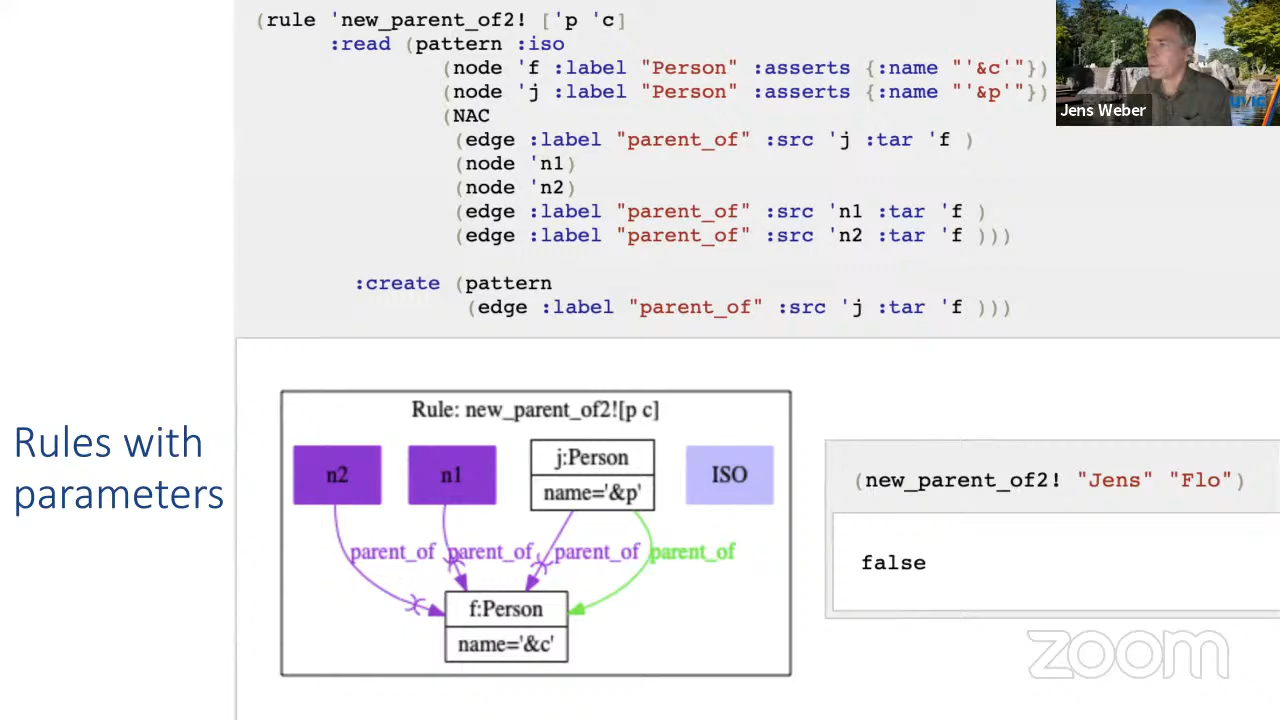 (rule 'new_parent_of2! ['p 'c]
:read (pattern :iso
(node 'f :label "Person" :asserts {:name "'&c'"})
(node 'j :label "Person" :asserts {:name "'&p'"})
(NAC
(edge :label "parent_of" :src 'j :tar 'f )
(node 'n1)
(node 'n2)
(edge :label "parent_of" :src 'n1 :tar 'f )
(edge :label "parent_of" :src 'n2 :tar 'f )))
:create (pattern
(edge :label "parent_of" :src 'j :tar 'f )))
Jens Weber
UVIC
Rules with
parameters
Rule: new_parent_of2![p c]
n2
n1
j:Person
name='&p'
ISO
parent_of
parent_of
parent_of
parent_of
f:Person
name='&c'
(new_parent_of2! "Jens" "Flo")
false
zoom